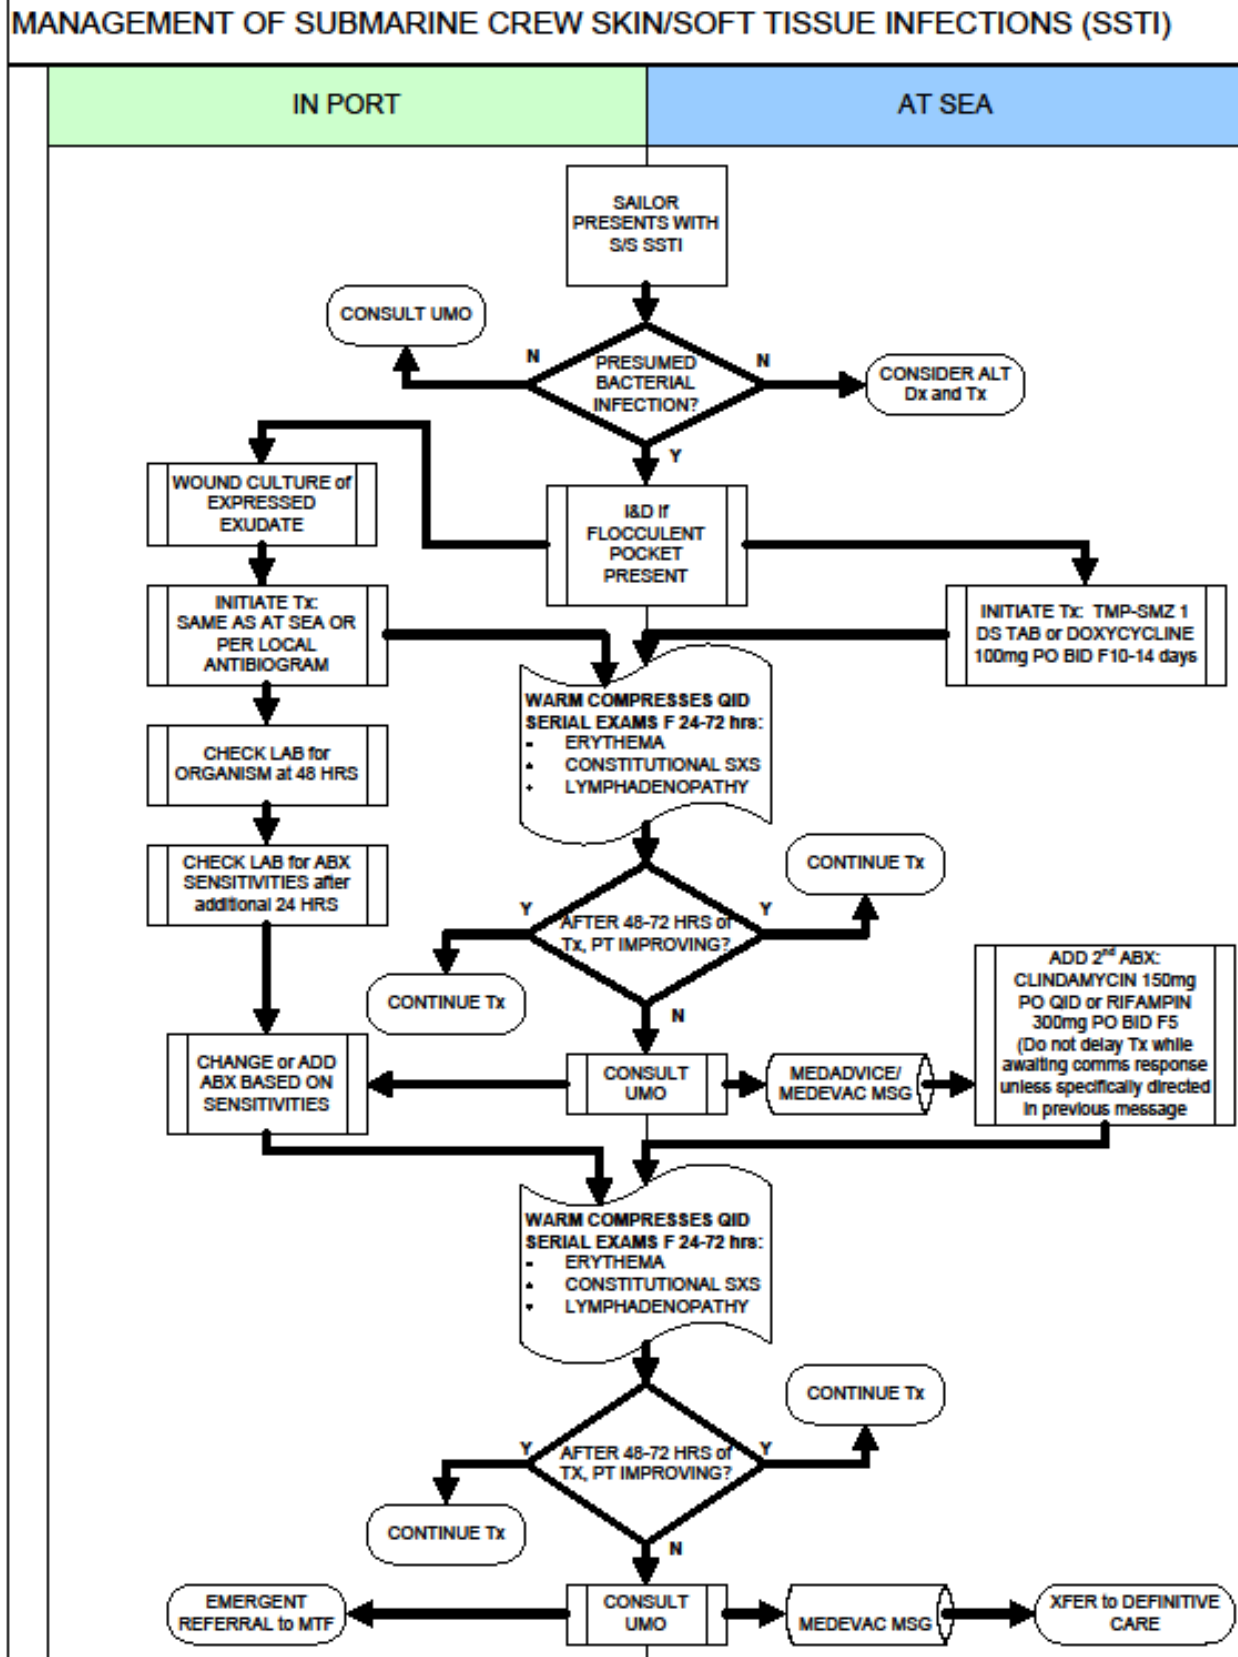 MANAGEMENT OF SUBMARINE CREW SKIN/SOFT TISSUE INFECTIONS (SSTI)
IN PORT
AT SEA
SAILOR
PRESENTS WITH
S/S SSTI
CONSULT UMO
N
PRESUMED
BACTERIAL
INFECTION?
N
CONSIDER ALT
Dx and Tx
Y
WOUND CULTURE of
EXPRESSED
EXUDATE
I&D if
FLOCCULENT
POCKET
PRESENT
INITIATE Tx:
SAME AS AT SEA OR
PER LOCAL
ANTIBIOGRAM
INITIATE Tx: TMP-SMZ 1
DS TAB or DOXYCYCLINE
100mg PO BID F10-14 days
WARM COMPRESSES QID
SERIAL EXAMS F 24-72 hrs:
- ERYTHEMA
• CONSTITUTIONAL SXS
• LYMPHADENOPATHY
CHECK LAB for
ORGANISM at 48 HRS
CHECK LAB for ABX
SENSITIVITIES after
additional 24 HRS
CONTINUE Tx
Y
AFTER 48-72 HRS of
Tx, PT IMPROVING?
Y
CONTINUE Tx
N
ADD 2nd ABX:
CLINDAMYCIN 150mg
PO QID or RIFAMPIN
300mg PO BID F5
(Do not delay Tx while
awaiting comms response
unless specifically directed
in previous message
CHANGE or ADD
ABX BASED ON
SENSITIVITIES
CONSULT
UMO
MEDADVICE/
MEDEVAC MSG
WARM COMPRESSES QID
SERIAL EXAMS F 24-72 hrs:
- ERYTHEMA
• CONSTITUTIONAL SXS
• LYMPHADENOPATHY
CONTINUE Tx
Y
AFTER 48-72 HRS of
TX, PT IMPROVING?
Y
CONTINUE Tx
N
EMERGENT
REFERRAL to MTF
CONSULT
UMO
MEDEVAC MSG
XFER to DEFINITIVE
CARE